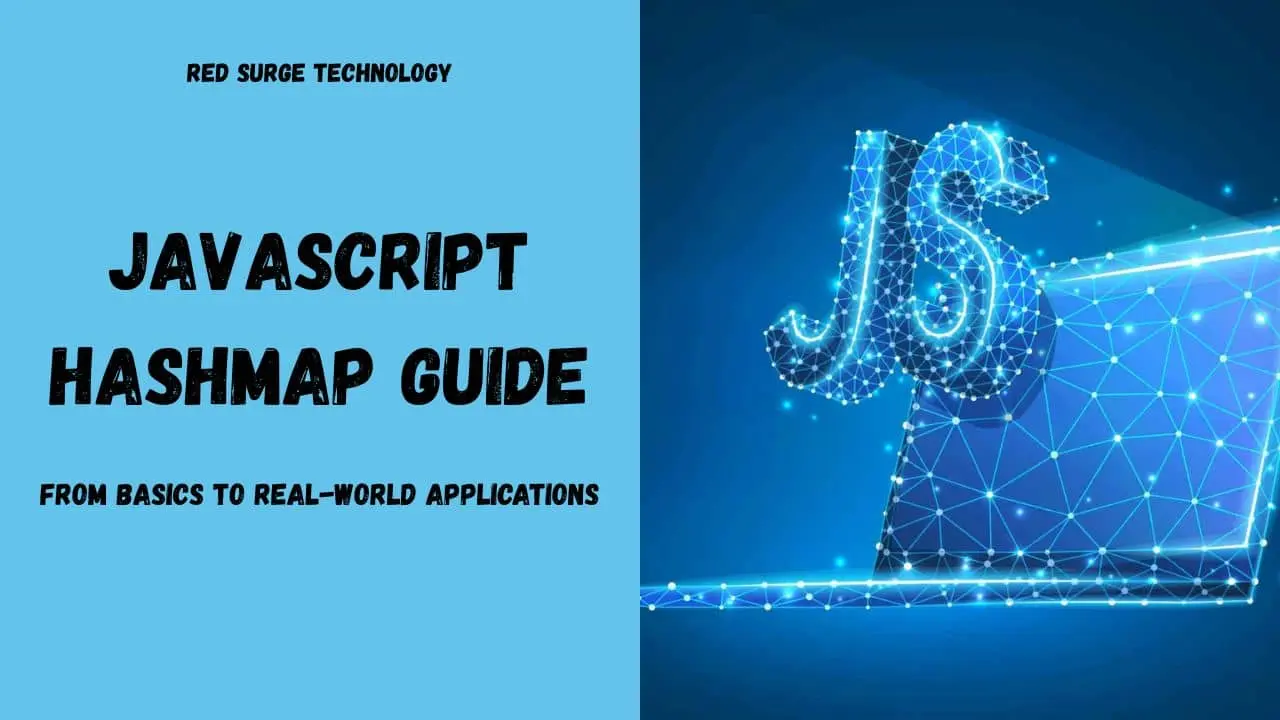 RED SURGE TECHNOLOGY
JAVASCRIPT
HASHMAP GUIDE
FROM BASICS TO REAL-WORLD APPLICATIONS
JS